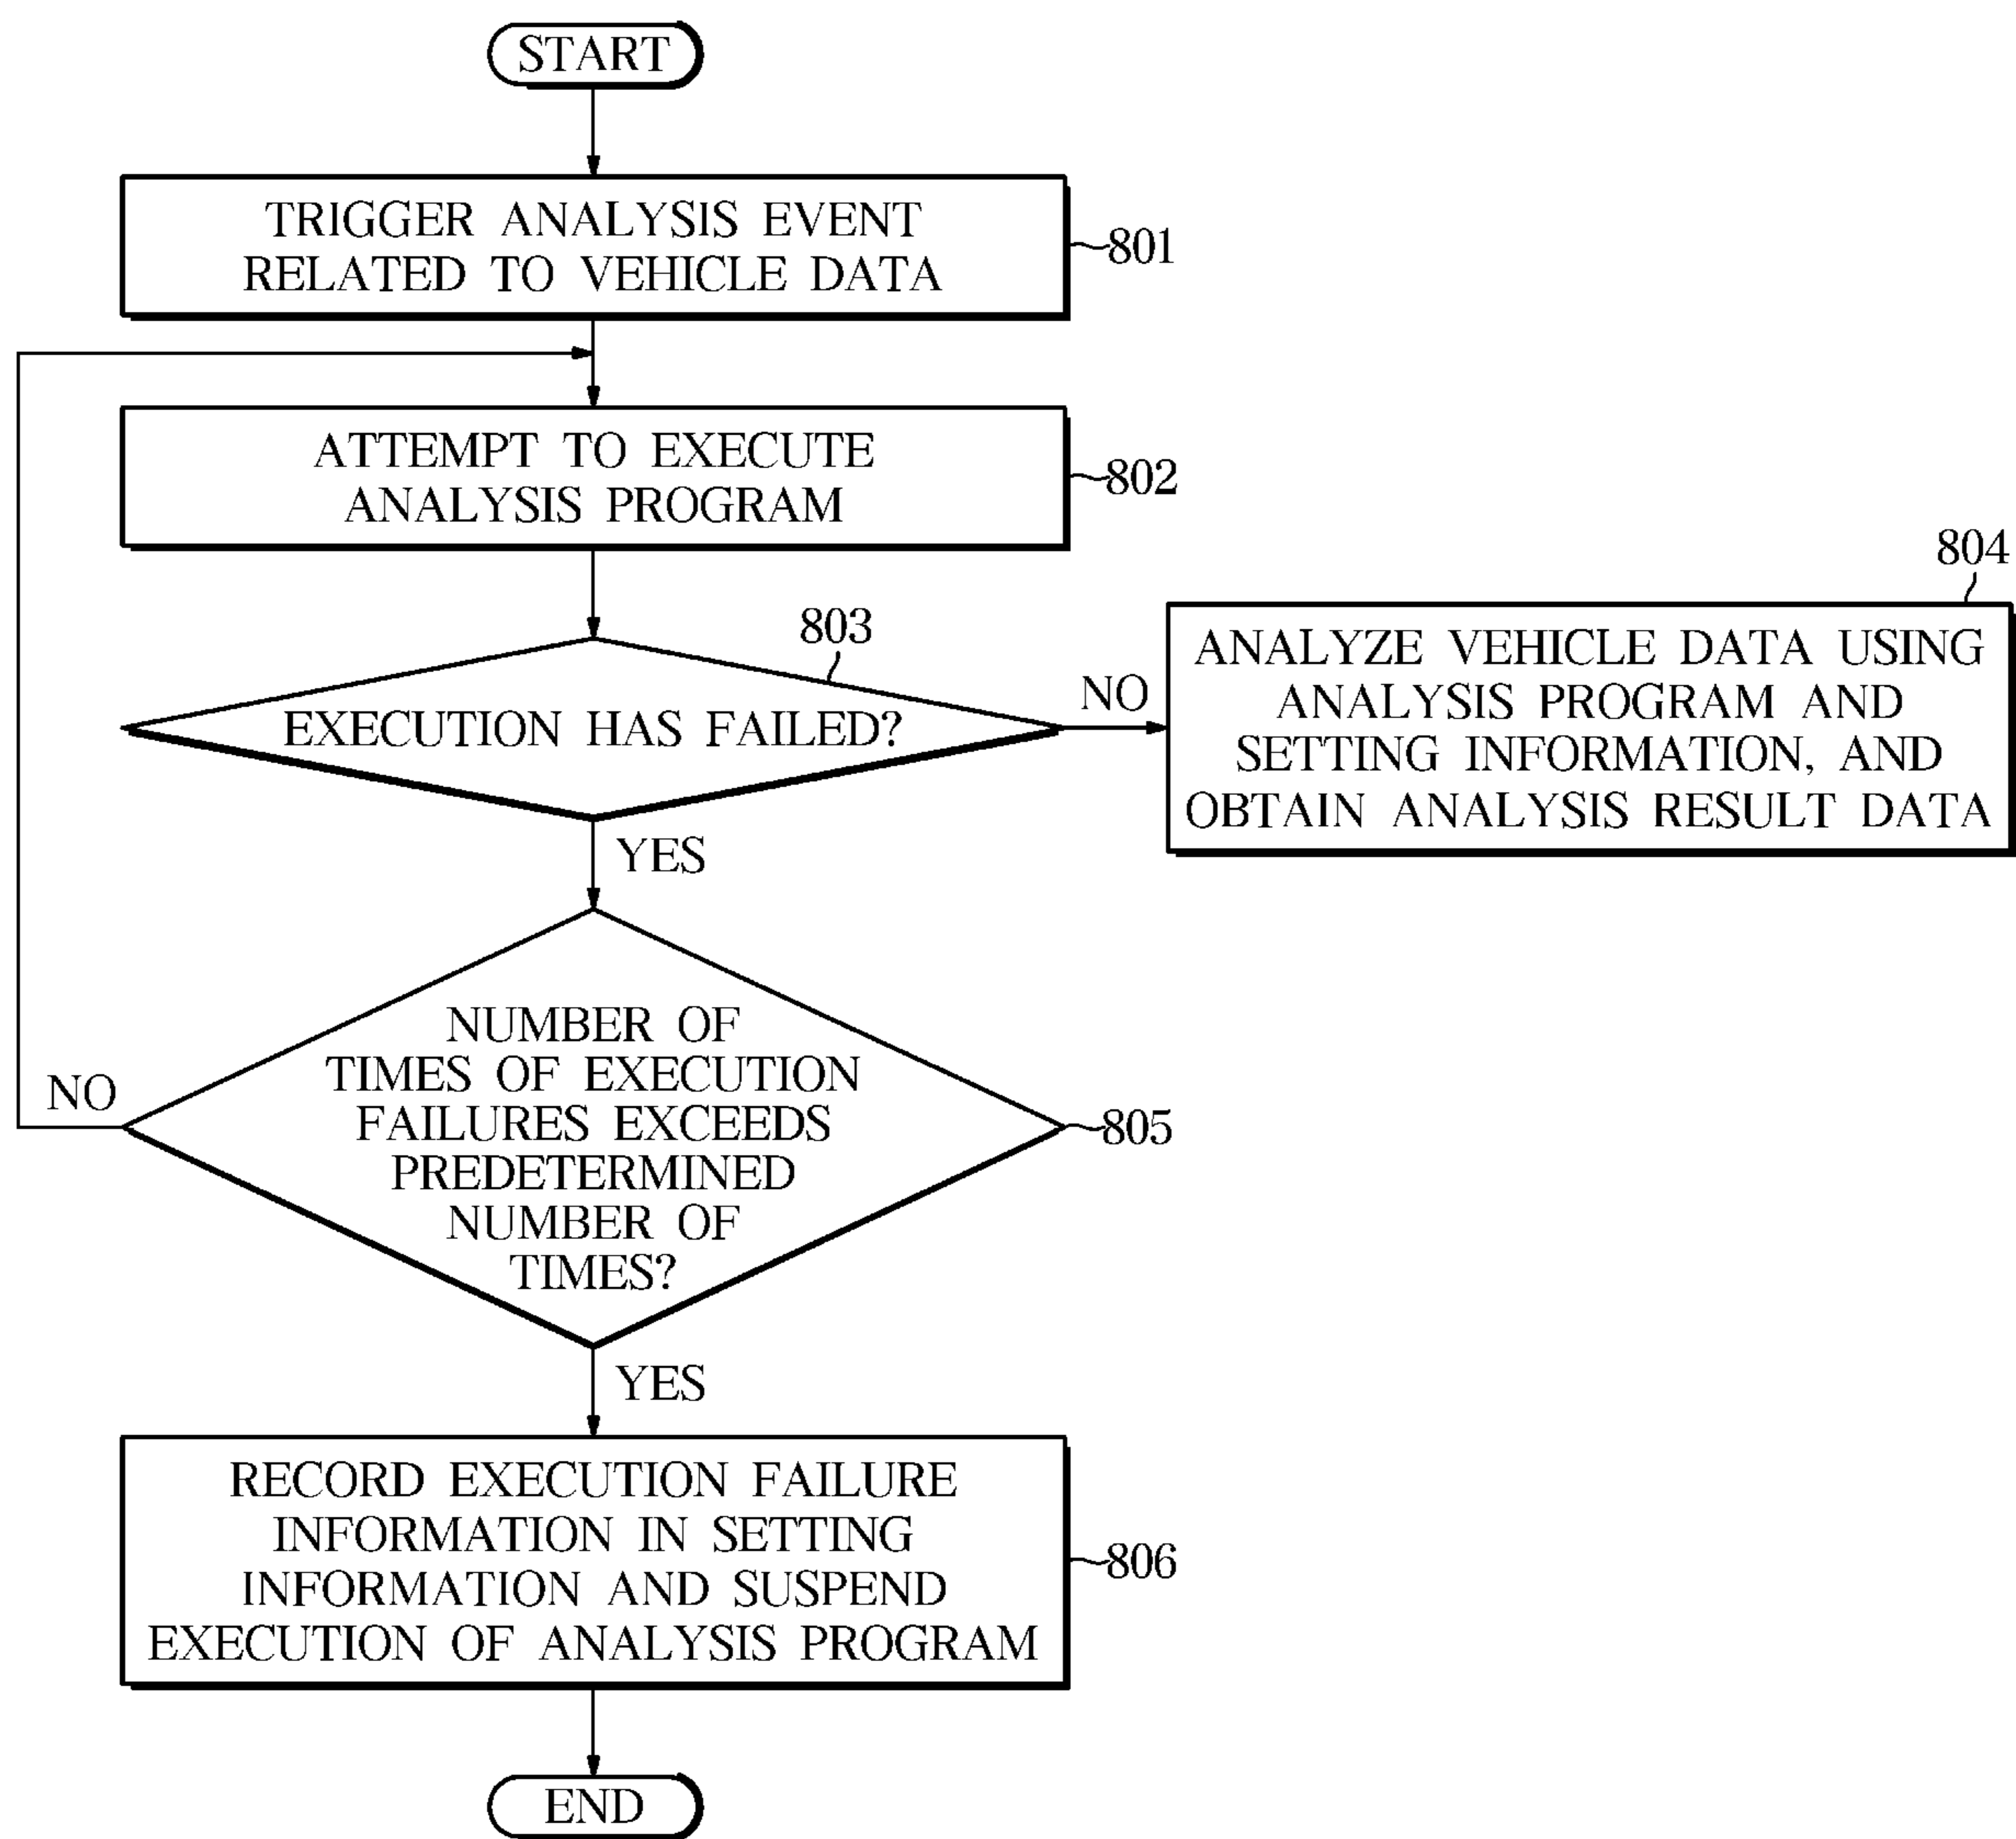 START
TRIGGER ANALYSIS EVENT
RELATED TO VEHICLE DATA
801
ATTEMPT TO EXECUTE
ANALYSIS PROGRAM
802
803
EXECUTION HAS FAILED?
NO
804
ANALYZE VEHICLE DATA USING
ANALYSIS PROGRAM AND
SETTING INFORMATION, AND
OBTAIN ANALYSIS RESULT DATA
YES
NUMBER OF
TIMES OF EXECUTION
FAILURES EXCEEDS
PREDETERMINED
NUMBER OF
TIMES?
805
NO
YES
RECORD EXECUTION FAILURE
INFORMATION IN SETTING
INFORMATION AND SUSPEND
EXECUTION OF ANALYSIS PROGRAM
806
END